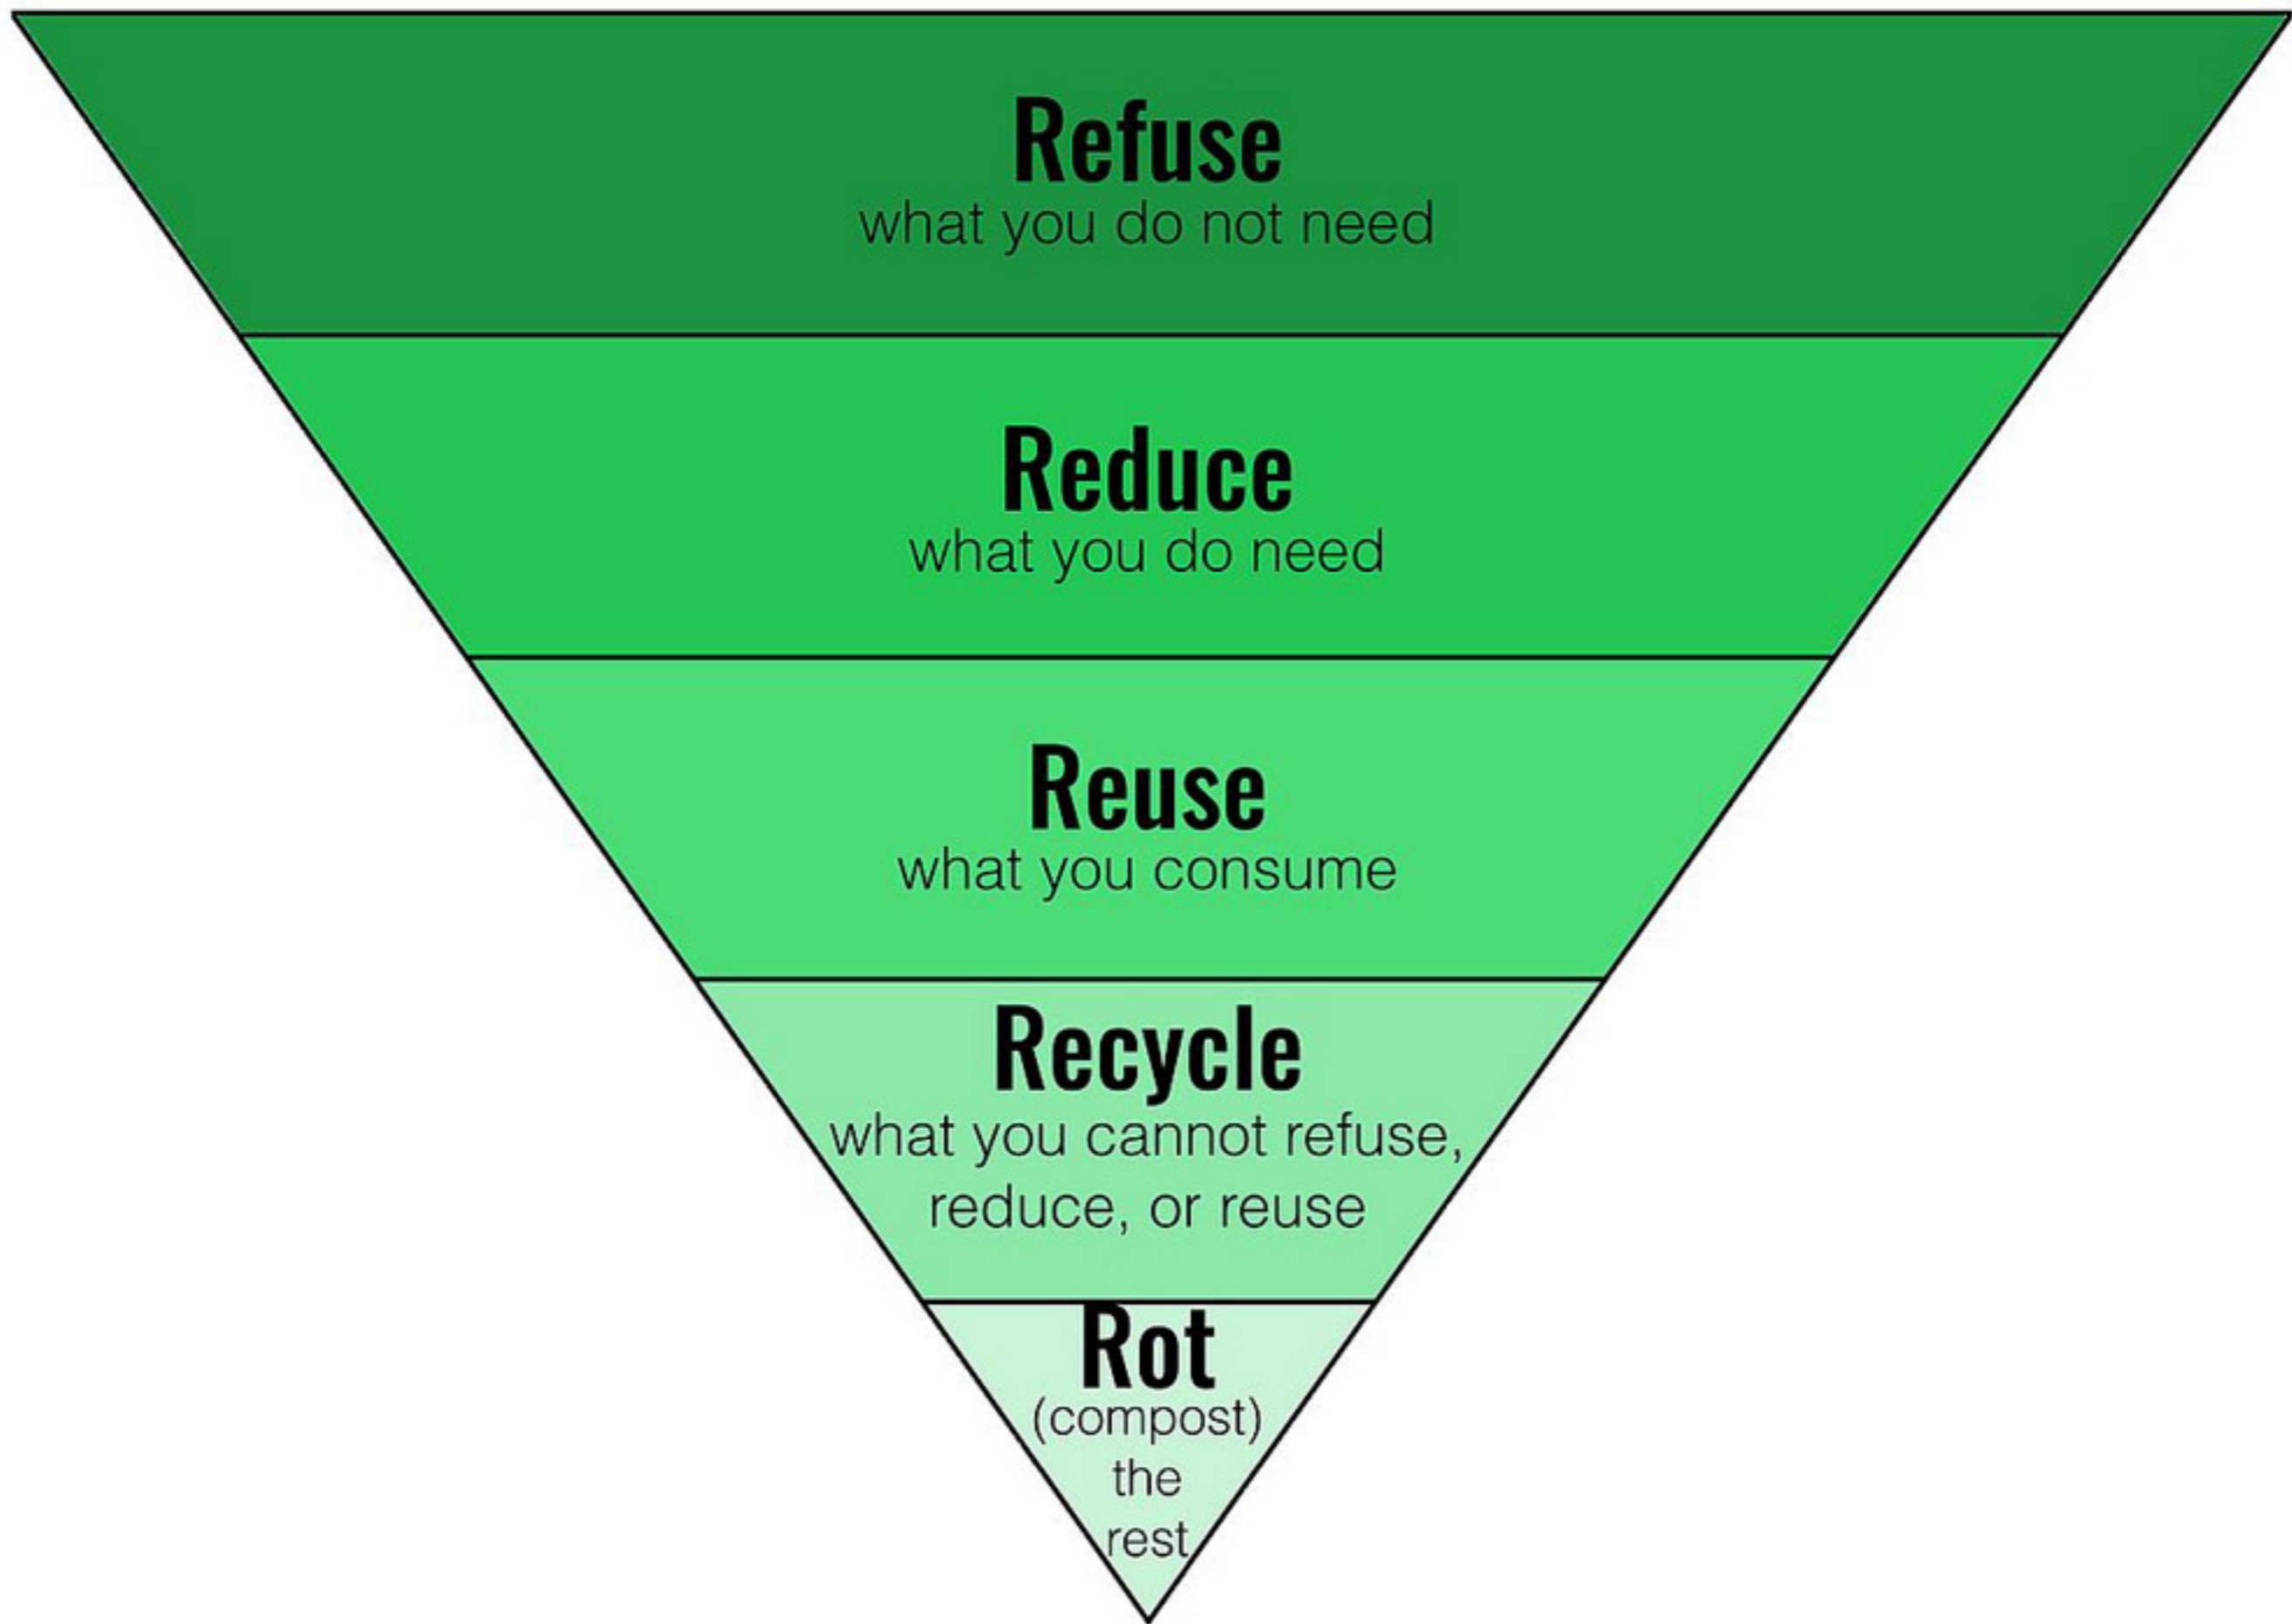 Refuse
what you do not need
Reduce
what you do need
Reuse
what you consume
Recycle
what you cannot refuse,
reduce, or reuse
Rot
(compost)
the
rest